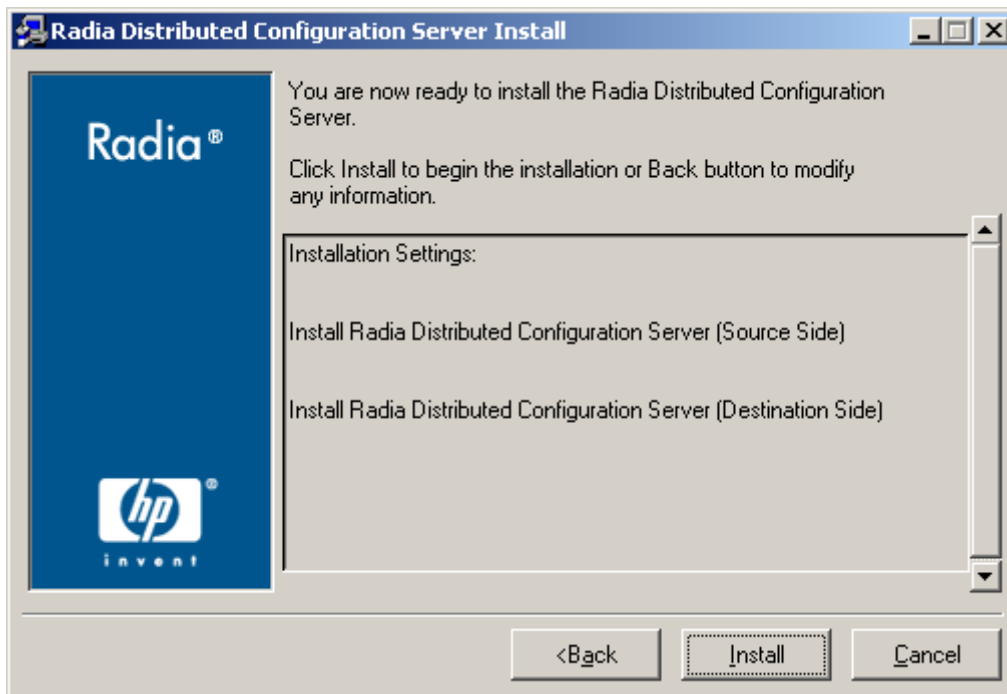 Radia Distributed Configuration Server Install
Radia®
You are now ready to install the Radia Distributed Configuration
Server.
Click Install to begin the installation or Back button to modify
any information.
Installation Settings:
Install Radia Distributed Configuration Server (Source Side)
Install Radia Distributed Configuration Server (Destination Side)
hp®
invent
<Back
Install
Cancel